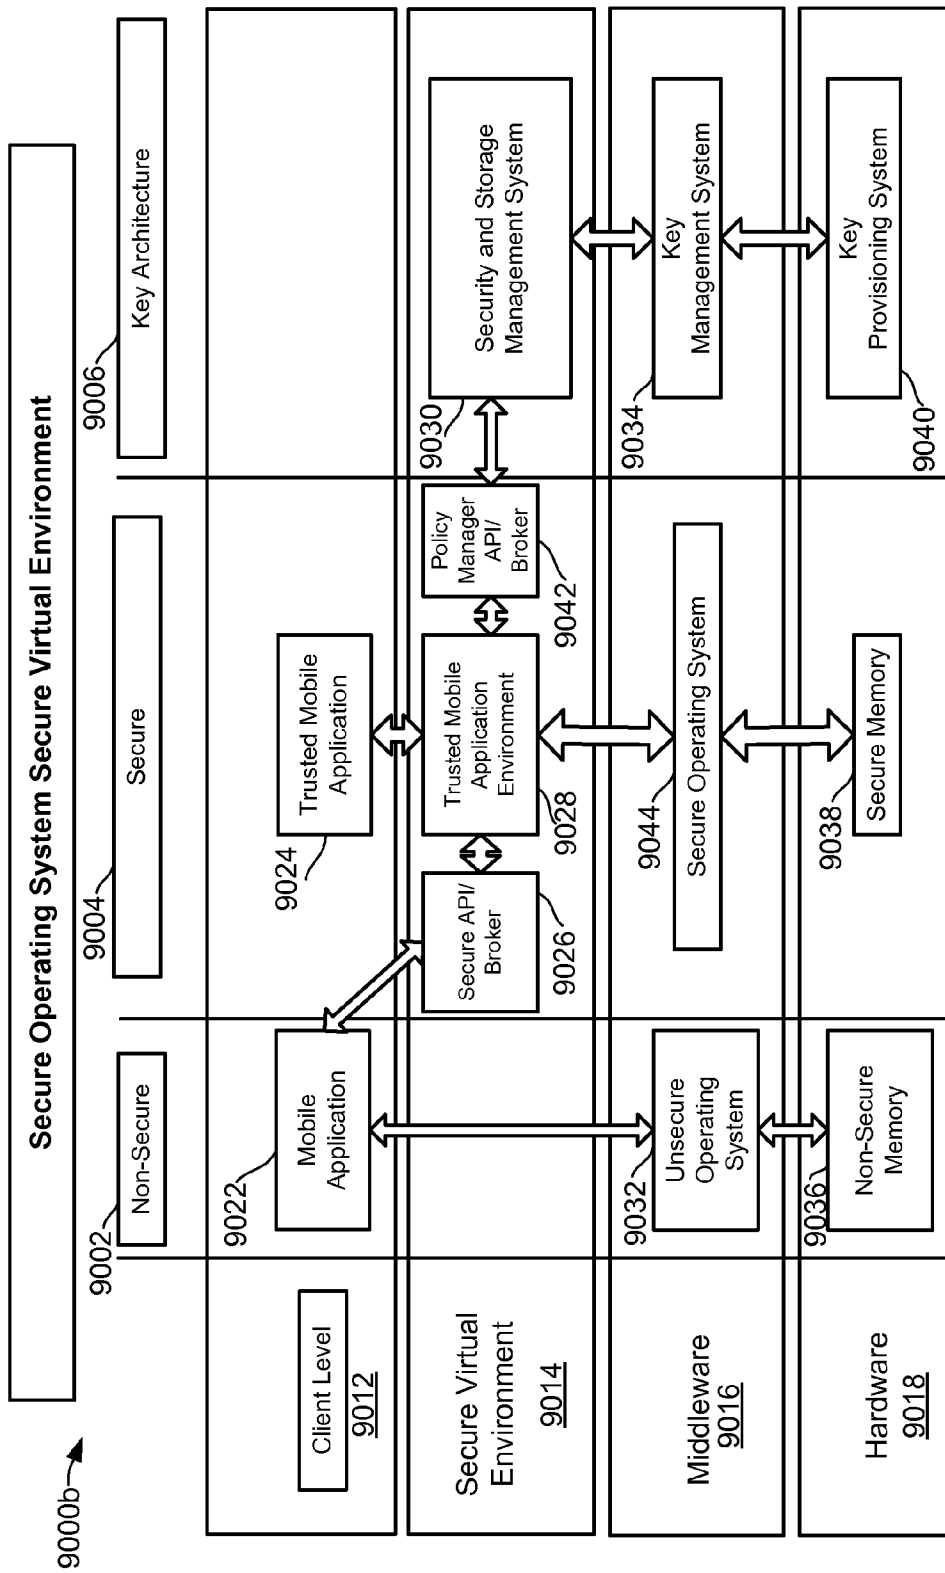 9000b
Secure Operating System Secure Virtual Environment
9002
9004
9006
Non-Secure
Secure
Key Architecture
Client Level
9012
9022
Mobile
Application
9024
Trusted Mobile
Application
Secure Virtual
Environment
9014
Secure API/
Broker
9026
Trusted Mobile
Application
Environment
9028
Policy
Manager
API/
Broker
9042
9030
Security and Storage
Management System
Middleware
9016
9032
Unsecure
Operating
System
9044
Secure Operating System
9034
Key
Management System
Hardware
9018
9036
Non-Secure
Memory
9038
Secure Memory
Key
Provisioning System
9040